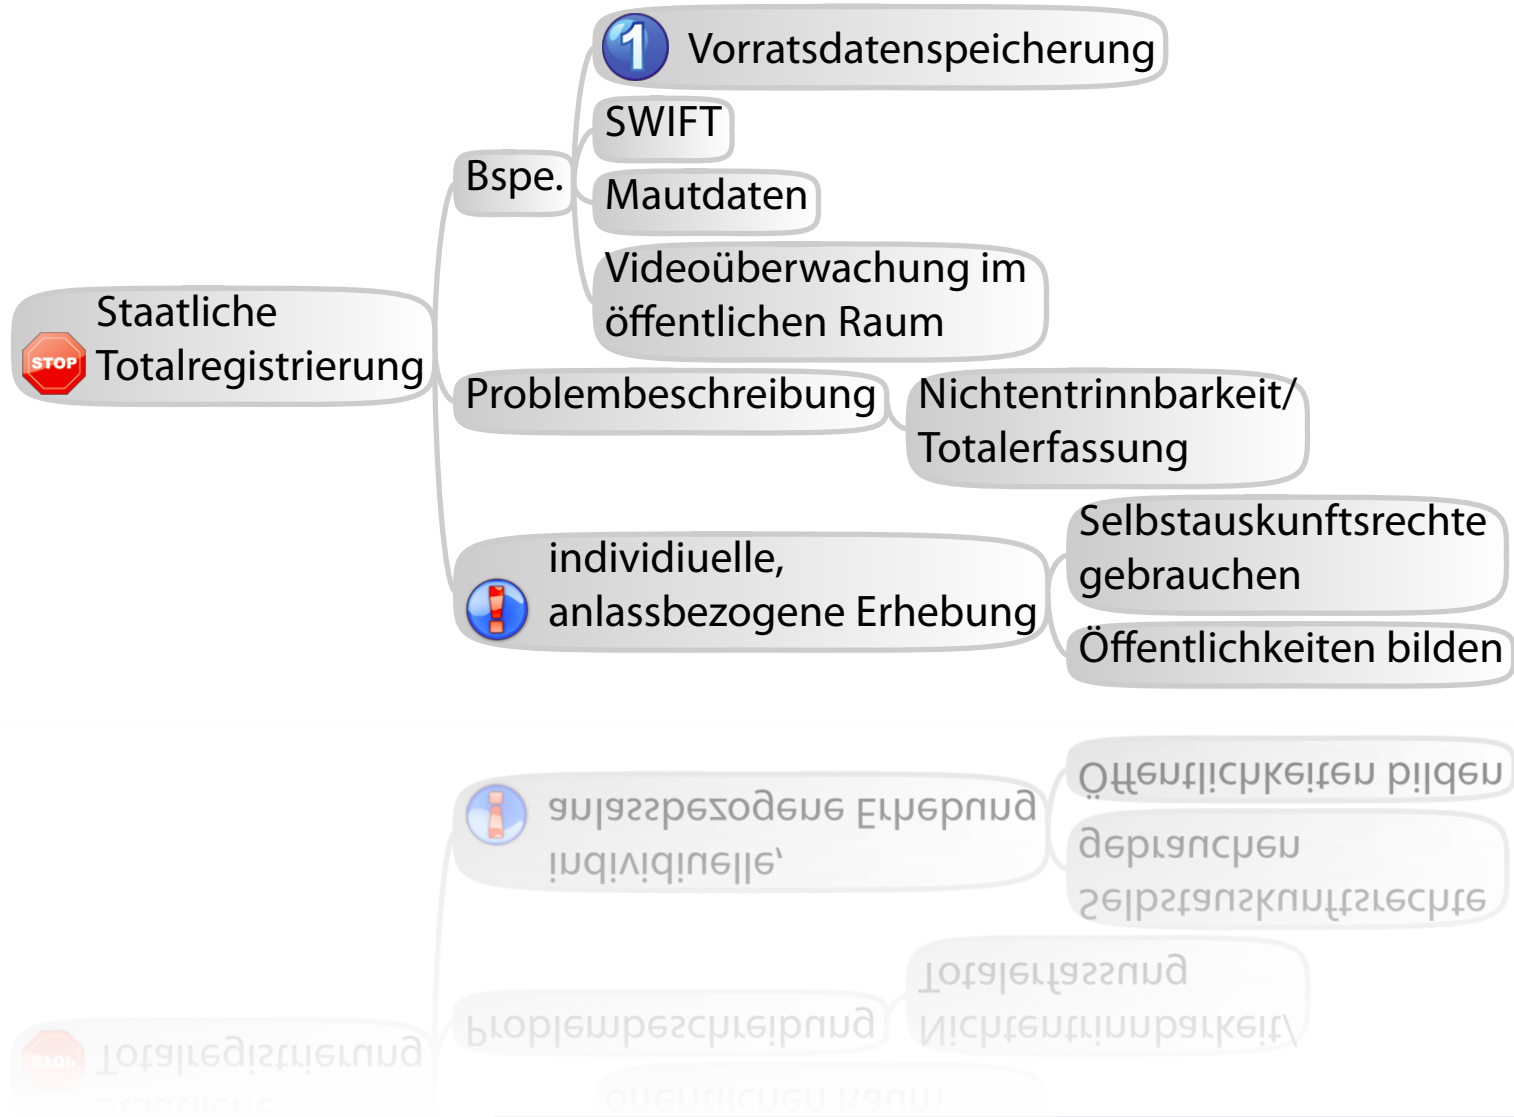 1 Vorratsdatenspeicherung
SWIFT
Bspe.
Mautdaten
Videoüberwachung im
öffentlichen Raum
Staatliche
STOP Totalregistrierung
Problembeschreibung
Nichtentrinnbarkeit/
Totalerfassung
individiuelle,
anlassbezogene Erhebung
Selbstauskunftsrechte
gebrauchen
Öffentlichkeiten bilden